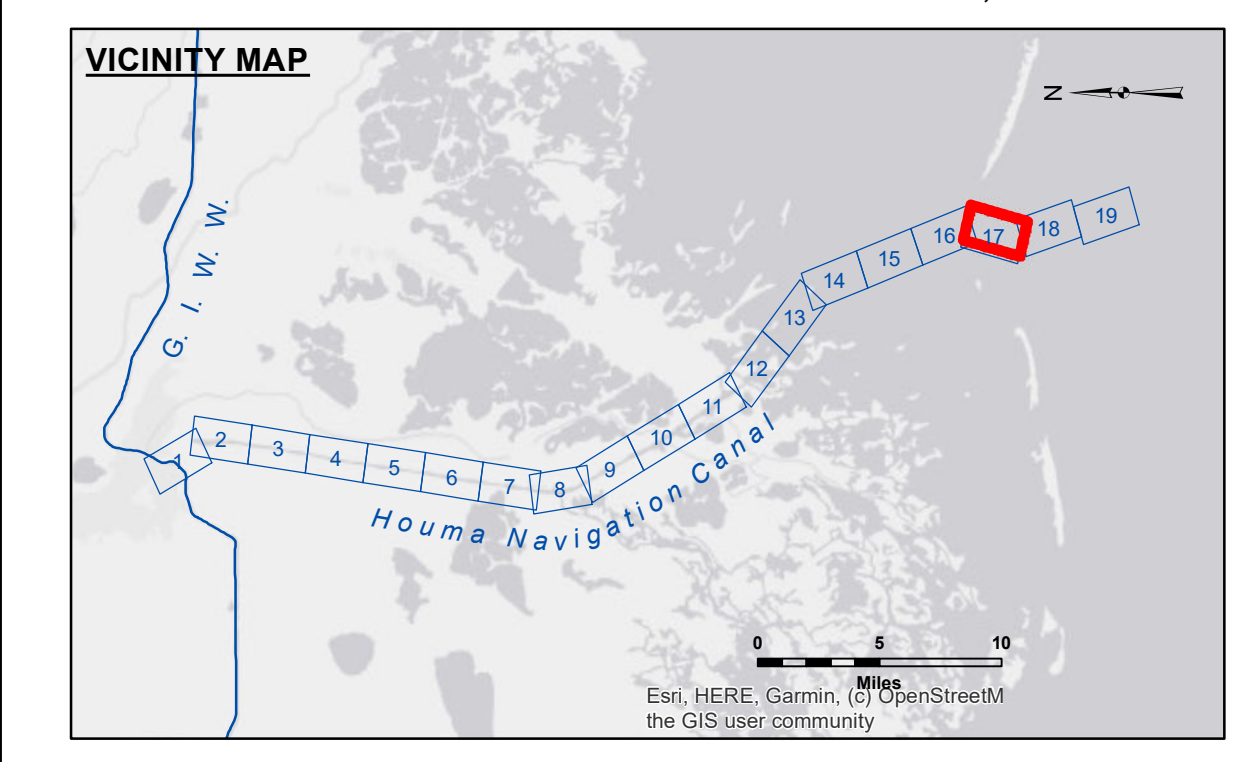 VICINITY MAP
N
G. I. W. W.
1
2
3
4
5
6
7
8
9
10
11
12
13
14
15
16
17
18
19
Houma Navigation Canal
0 5 10
Miles
Esri, HERE, Garmin, (c) OpenStreetM
the GIS user community